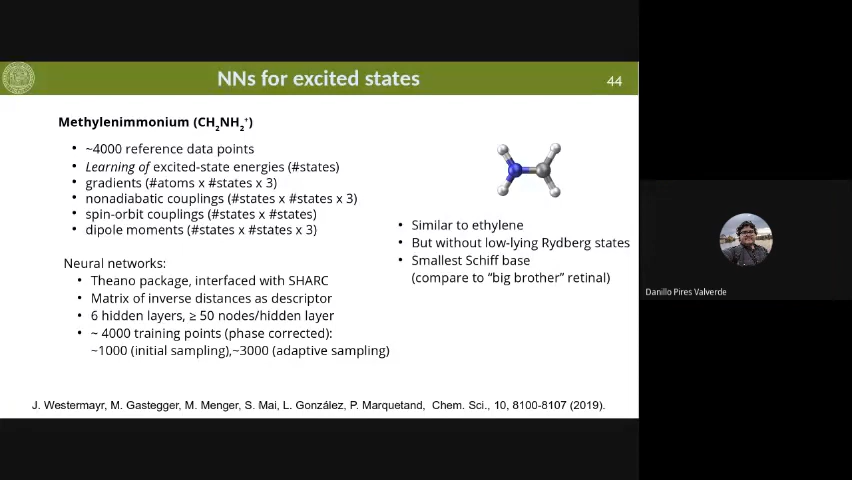 NNs for excited states
44
Methylenimmonium (CH2NH2+)
• ~4000 reference data points
• Learning of excited-state energies (#states)
• gradients (#atoms x #states x 3)
• nonadiabatic couplings (#states x #states x 3)
• spin-orbit couplings (#states x #states)
• dipole moments (#states x #states x 3)
Neural networks:
• Theano package, interfaced with SHARC
• Matrix of inverse distances as descriptor
• 6 hidden layers, ≥ 50 nodes/hidden layer
• ~ 4000 training points (phase corrected):
~1000 (initial sampling),~3000 (adaptive sampling)
• Similar to ethylene
• But without low-lying Rydberg states
• Smallest Schiff base
(compare to “big brother” retinal)
J. Westermayr, M. Gastegger, M. Menger, S. Mai, L. González, P. Marquetand, Chem. Sci., 10, 8100-8107 (2019).
Danillo Pires Valverde